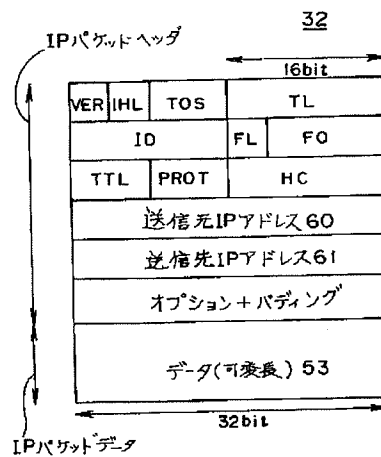 32
IPパケットヘッダ
16bit
VER IHL TOS TL
ID FL FO
TTL PROT HC
送信元IPアドレス60
送信先IPアドレス61
オプション+パディング
データ(可変長) 53
32bit
IPパケットデータ